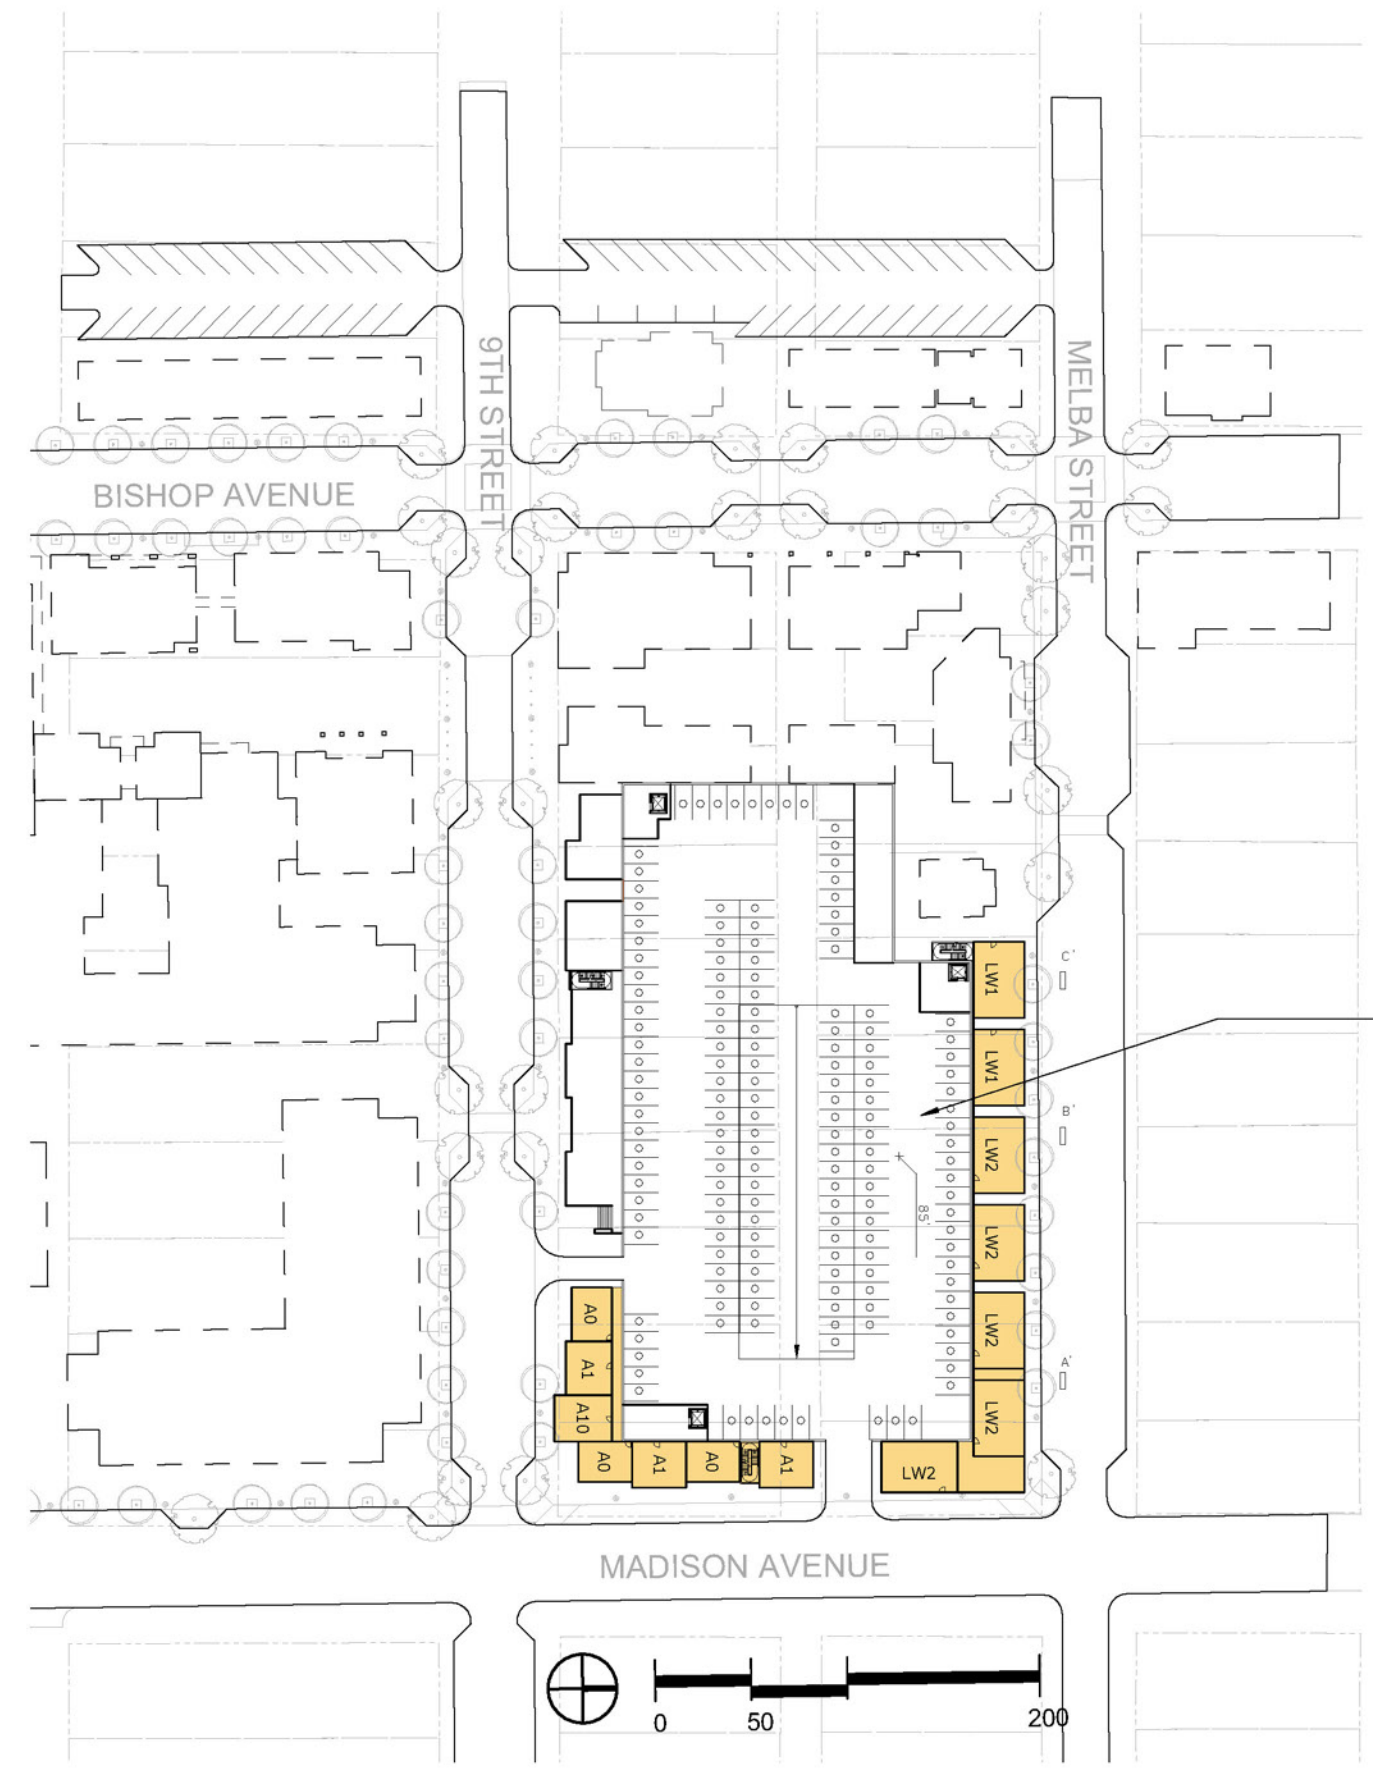 9TH STREET
MELBA STREET
BISHOP AVENUE
LW1
C'
LW1
B'
LW2
85'
LW2
A0
LW2
A1
A'
A10
LW2
A0
A1
A0
A1
LW2
MADISON AVENUE
0
50
200